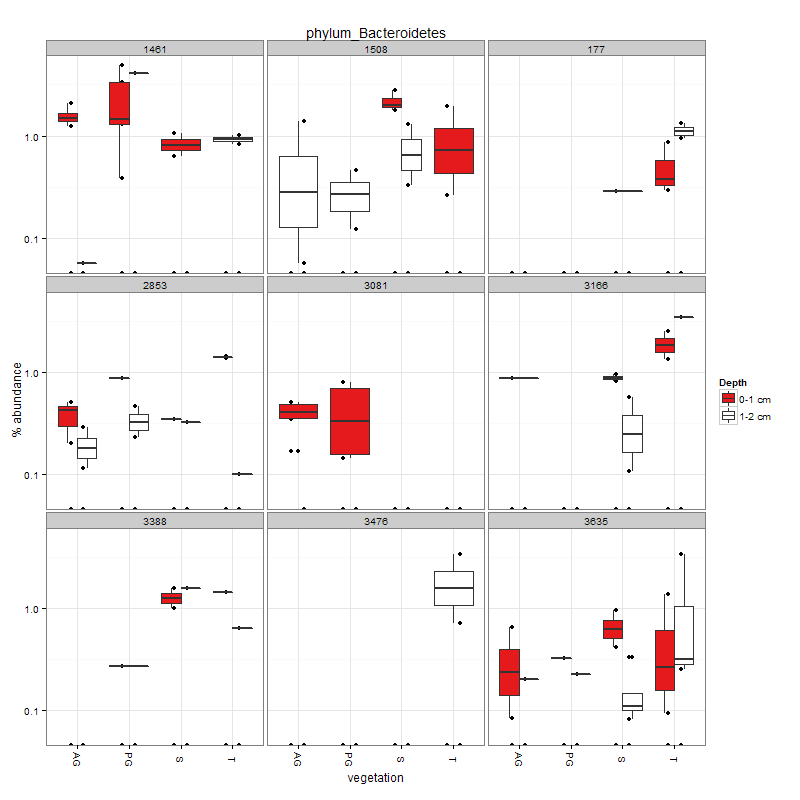 phylum_Bacteroidetes
1461 1508 177
1.0
0.1
2853 3081 3166
1.0
0.1
3388 3476 3635
1.0
0.1
% abundance
AG PG S T AG PG S T AG PG S T
vegetation
Depth
0-1 cm
1-2 cm